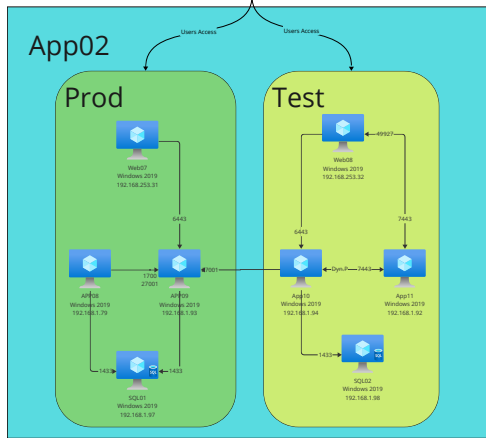 Users Access
Users Access
App02
Prod
Test
Web07
Windows 2019
192.168.253.31
Web08
Windows 2019
192.168.253.32
49927
6443
6443
7443
1700
27001
7001
Dyn.P
7443
APP08
Windows 2019
192.168.1.79
APP09
Windows 2019
192.168.1.93
App10
Windows 2019
192.168.1.94
App11
Windows 2019
192.168.1.92
1433
1433
1433
SQL01
Windows 2019
192.168.1.97
SQL02
Windows 2019
192.168.1.98